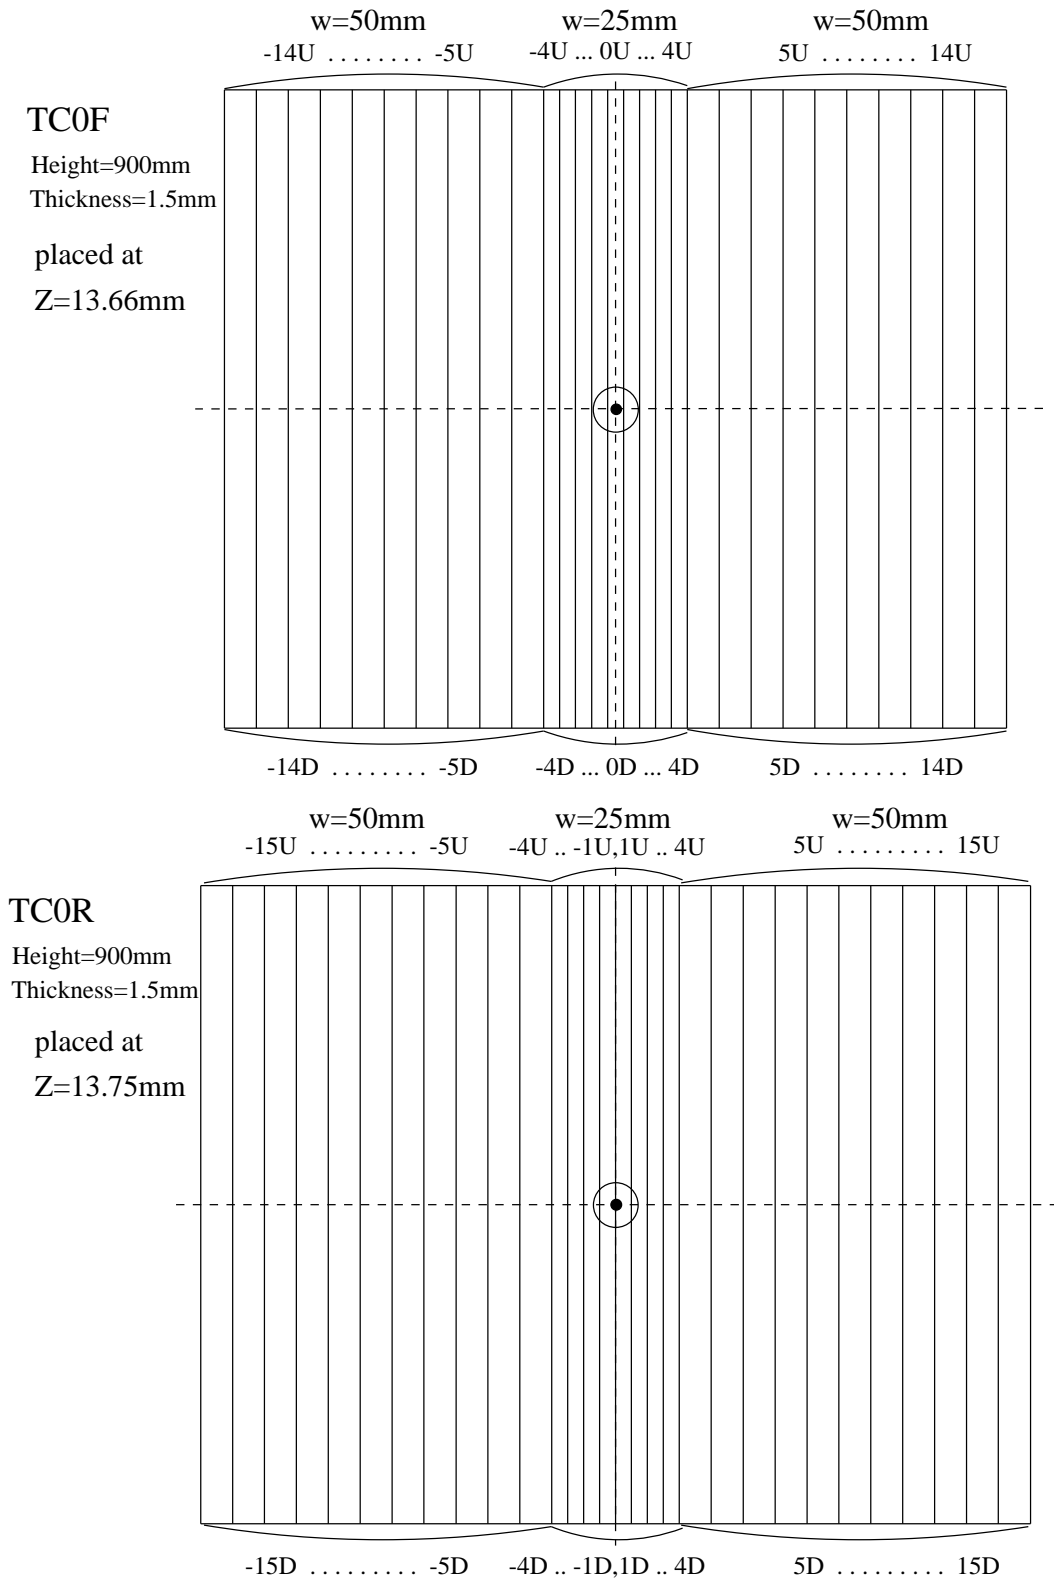 w=50mm w=25mm w=50mm
-14U . . . . . . . . -5U -4U ... 0U ... 4U 5U . . . . . . . . 14U
TC0F
Height=900mm
Thickness=1.5mm
placed at
Z=13.66mm
-14D . . . . . . . . -5D -4D ... 0D ... 4D 5D . . . . . . . . 14D
w=50mm w=25mm w=50mm
-15U . . . . . . . . . -5U -4U .. -1U,1U .. 4U 5U . . . . . . . . . 15U
TC0R
Height=900mm
Thickness=1.5mm
placed at
Z=13.75mm
-15D . . . . . . . . . -5D -4D .. -1D,1D .. 4D 5D . . . . . . . . . 15D